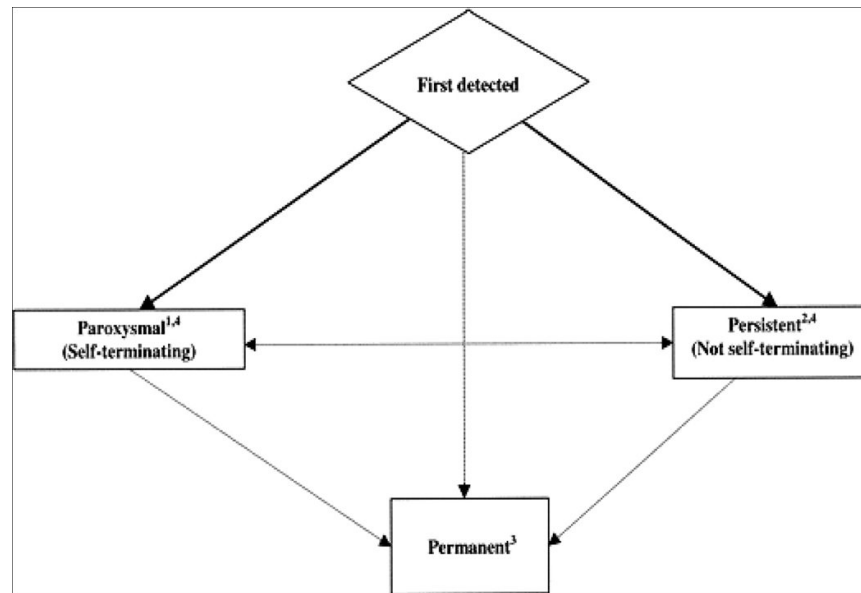 First detected
Paroxysmal1,4
(Self-terminating)
Persistent2,4
(Not self-terminating)
Permanent3